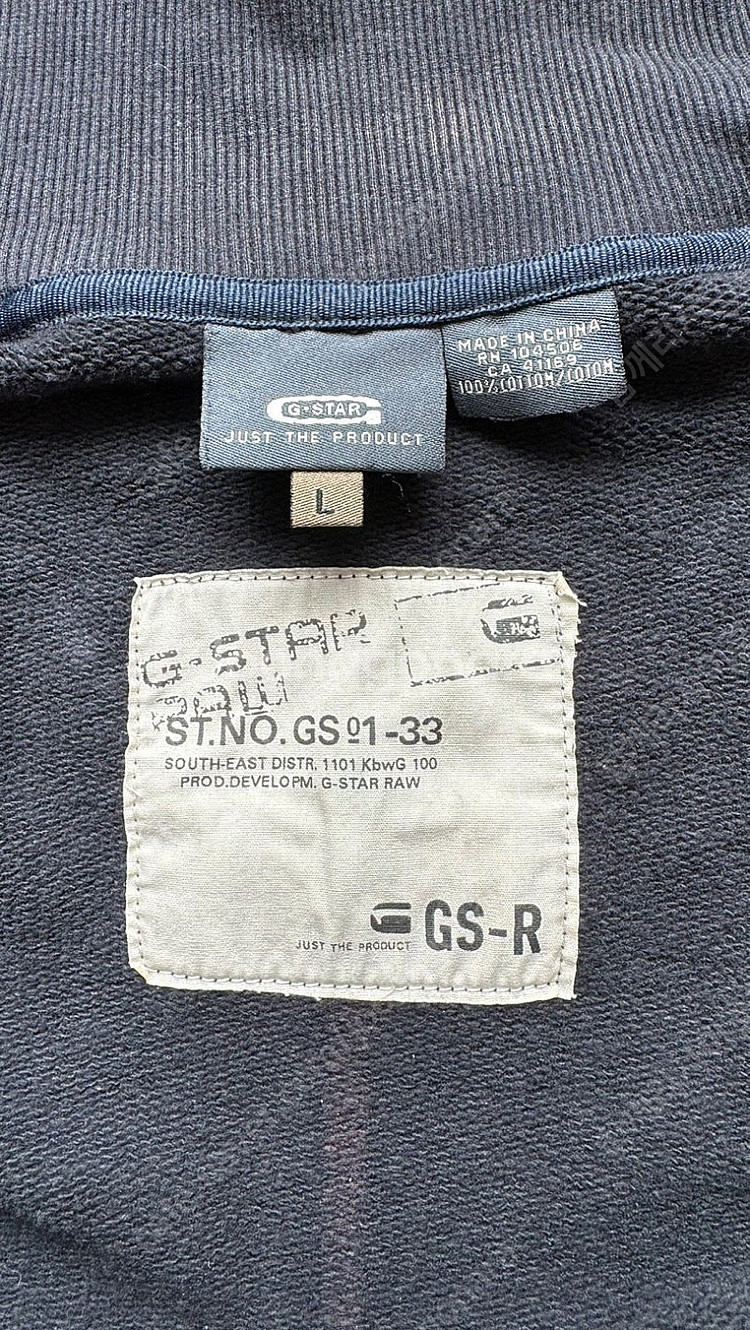 G-STAR
JUST THE PRODUCT
MADE IN CHINA
RN 104506
CA 41169
100% COTTON/COTON
L
G-STAR
RAW
ST.NO.GSº1-33
SOUTH-EAST DISTR. 1101 KbwG 100
PROD.DEVELOPM. G-STAR RAW
JUST THE PRODUCT
GS-R